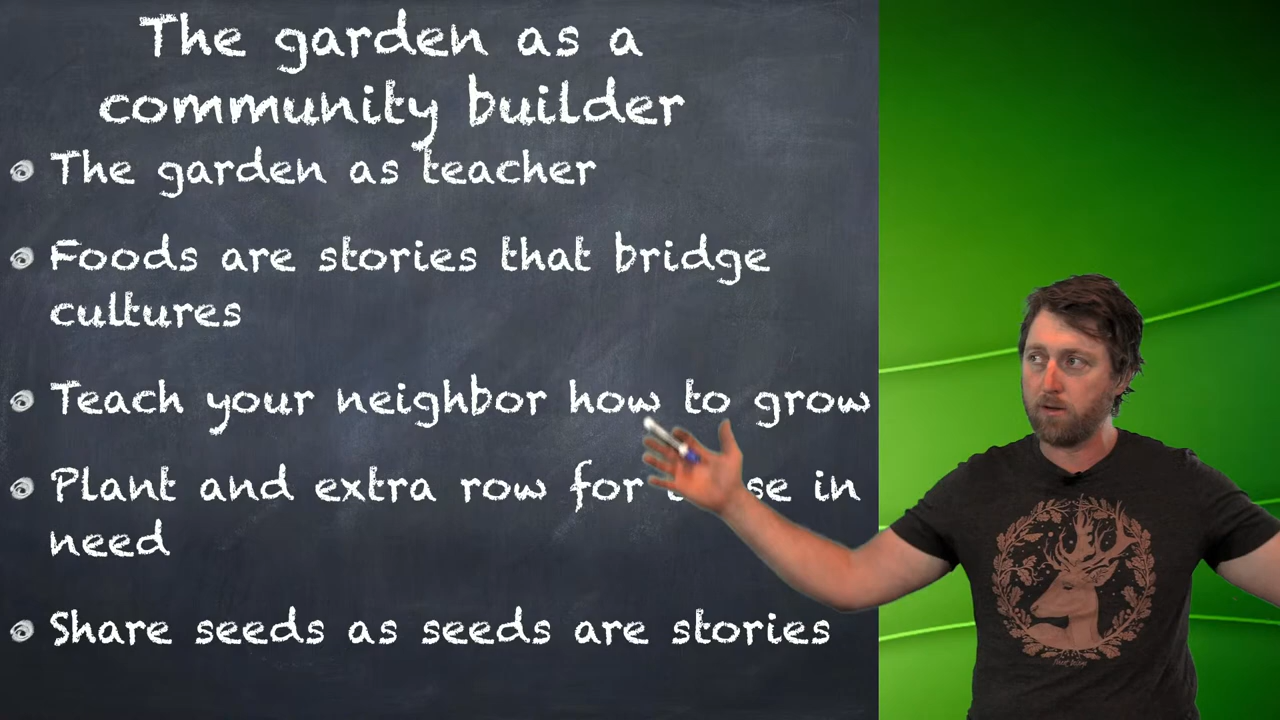 The garden as a
community builder
The garden as teacher
Foods are stories that bridge
cultures
Teach your neighbor how to grow
Plant and extra row for in
need
Share seeds as seeds are stories